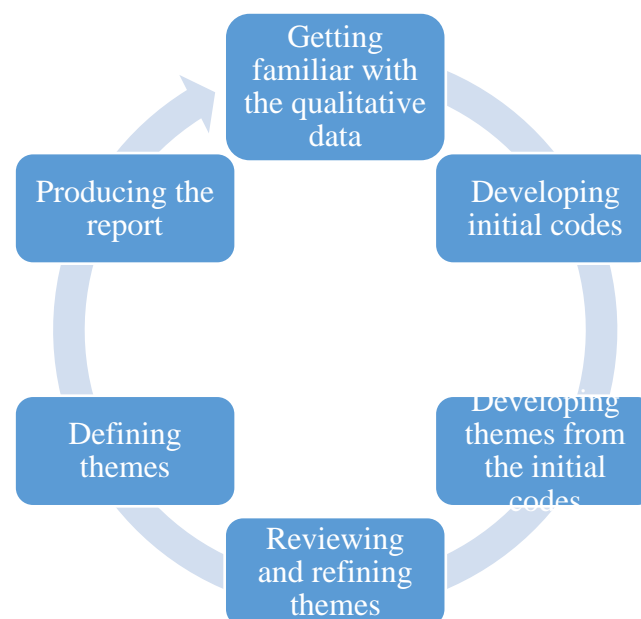 Getting
familiar with
the qualitative
data
Developing
initial codes
Developing
themes from
the initial
codes
Reviewing
and refining
themes
Defining
themes
Producing the
report